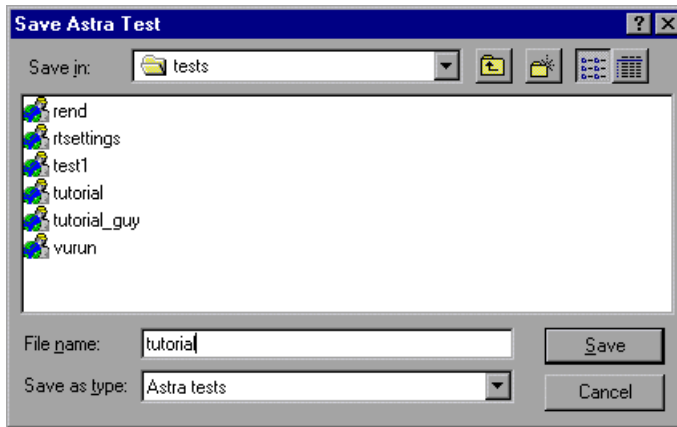 Save Astra Test
Save in: tests
rend
rtsettings
test1
tutorial
tutorial_guy
vurun
File name: tutorial Save
Save as type: Astra tests Cancel